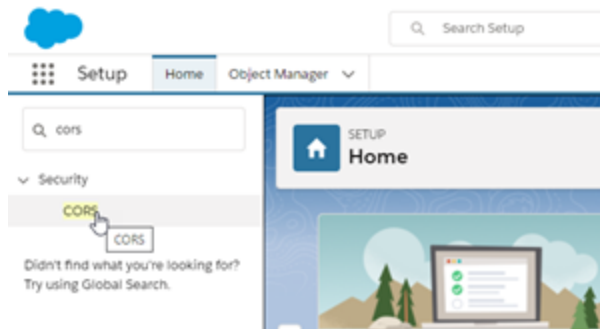 Search Setup
Setup
Home
Object Manager
cors
SETUP
Home
Security
CORS
CORS
Didn't find what you're looking for?
Try using Global Search.